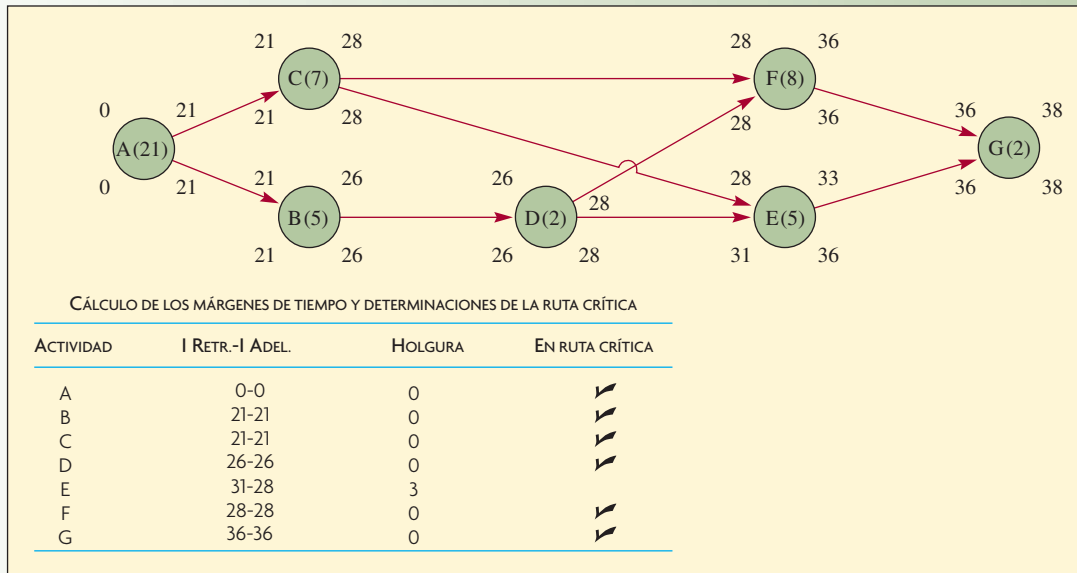 21 28 28 36
C(7) F(8)
0 21 21 28 28 36 36 38
A(21) G(2)
0 21 21 26 26 28 28 33 36 38
B(5) D(2) E(5)
21 26 26 28 31 36
CÁLCULO DE LOS MÁRGENES DE TIEMPO Y DETERMINACIONES DE LA RUTA CRÍTICA
ACTIVIDAD I RETR.-I ADEL. HOLGURA EN RUTA CRÍTICA
A 0-0 0 ✔
B 21-21 0 ✔
C 21-21 0 ✔
D 26-26 0 ✔
E 31-28 3
F 28-28 0 ✔
G 36-36 0 ✔